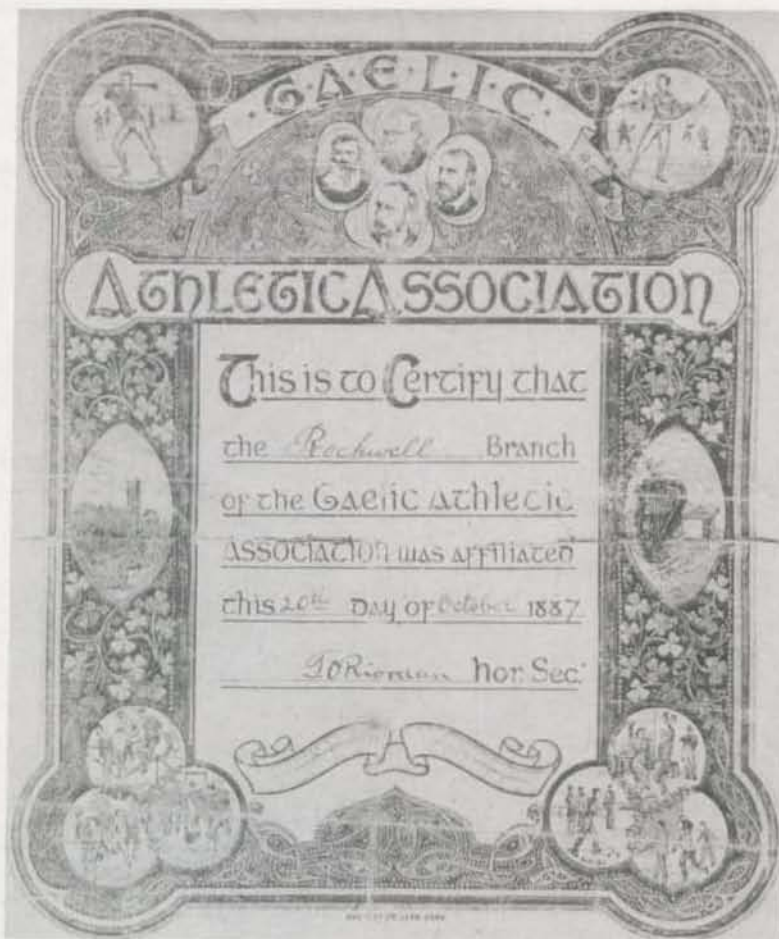 GAELIC
ATHLETIC ASSOCIATION
This is to Certify that
the Rockwell Branch
of the Gaelic Athletic
Association was affiliated
this 20th Day of October 1887
T O'Riordan Hon. Sec.